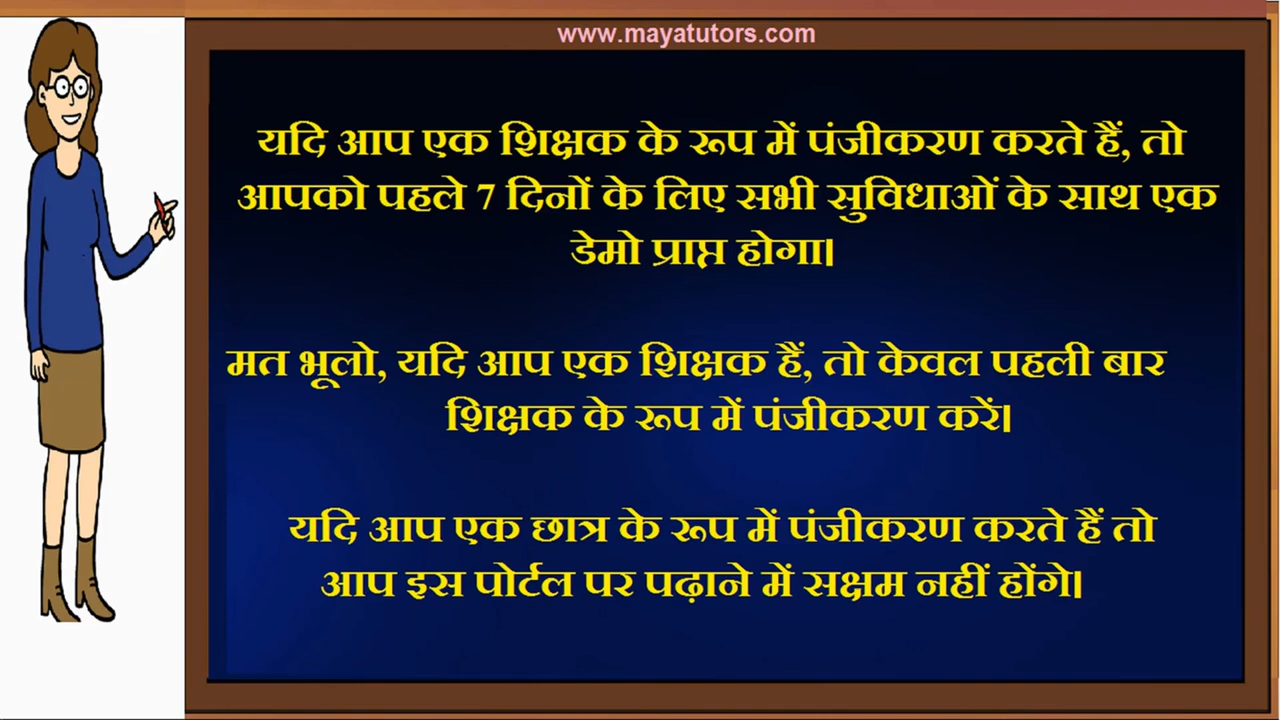 www.mayatutors.com
यदि आप एक शिक्षक के रूप में पंजीकरण करते हैं, तो
आपको पहले 7 दिनों के लिए सभी सुविधाओं के साथ एक
डेमो प्राप्त होगा।
मत भूलो, यदि आप एक शिक्षक हैं, तो केवल पहली बार
शिक्षक के रूप में पंजीकरण करें।
यदि आप एक छात्र के रूप में पंजीकरण करते हैं तो
आप इस पोर्टल पर पढ़ाने में सक्षम नहीं होंगे।